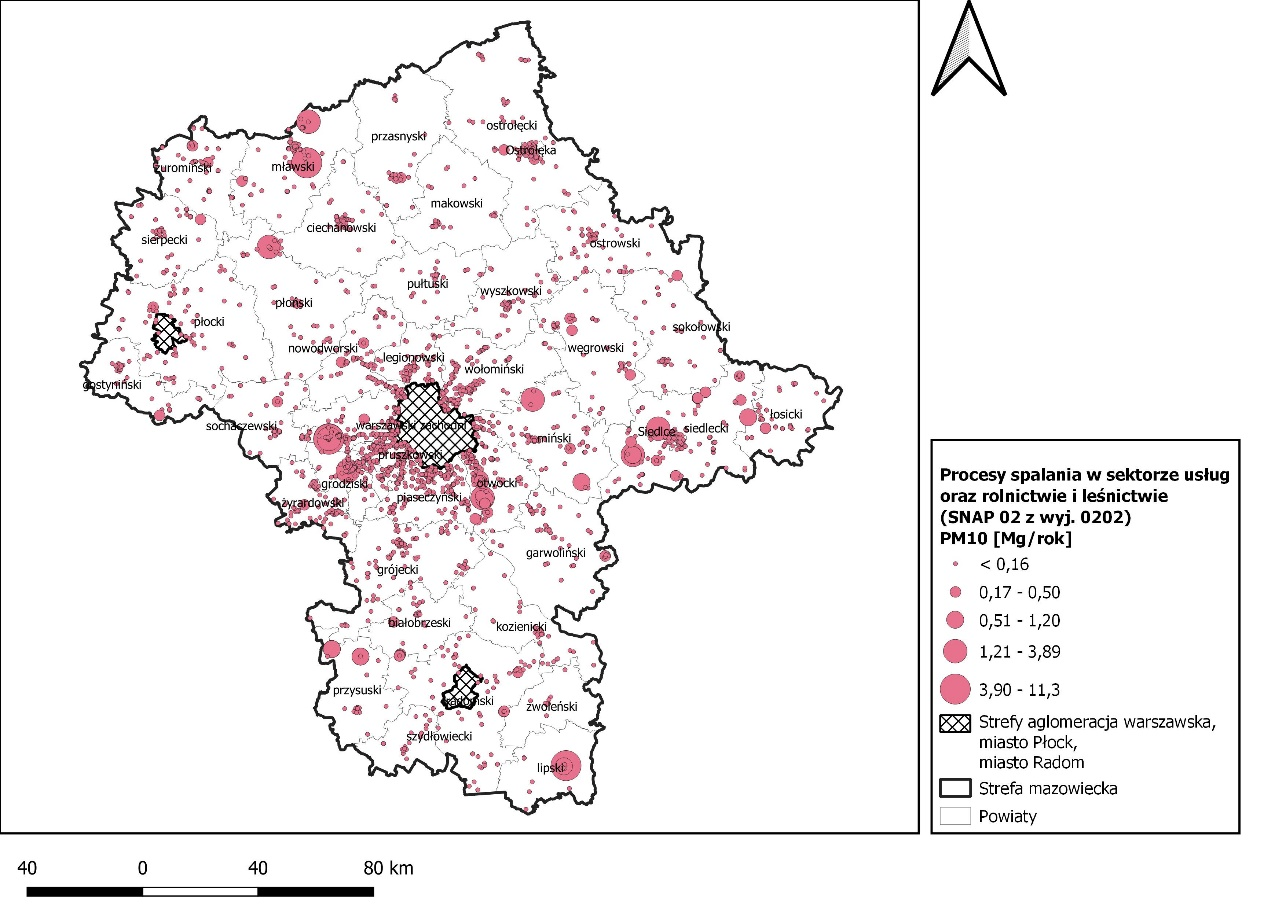 ostrołęcki
przasnyski
Ostrołęka
żuromiński
mławski
makowski
ciechanowski
sierpecki
ostrowski
pułtuski
wyszkowski
płoński
płocki
sokołowski
nowodworski
węgrowski
legionowski
wołomiński
gostyniński
łosicki
sochaczewski
warszawski zachodni
Siedlce
siedlecki
miński
pruszkowski
grodziski
otwocki
piaseczyński
żyrardowski
garwoliński
grójecki
białobrzeski
kozienicki
przysuski
radomski
zwoleński
szydłowiecki
lipski
Procesy spalania w sektorze usług
oraz rolnictwie i leśnictwie
(SNAP 02 z wyj. 0202)
PM10 [Mg/rok]
< 0,16
0,17 - 0,50
0,51 - 1,20
1,21 - 3,89
3,90 - 11,3
Strefy aglomeracja warszawska,
miasto Płock,
miasto Radom
Strefa mazowiecka
Powiaty
40 0 40 80 km